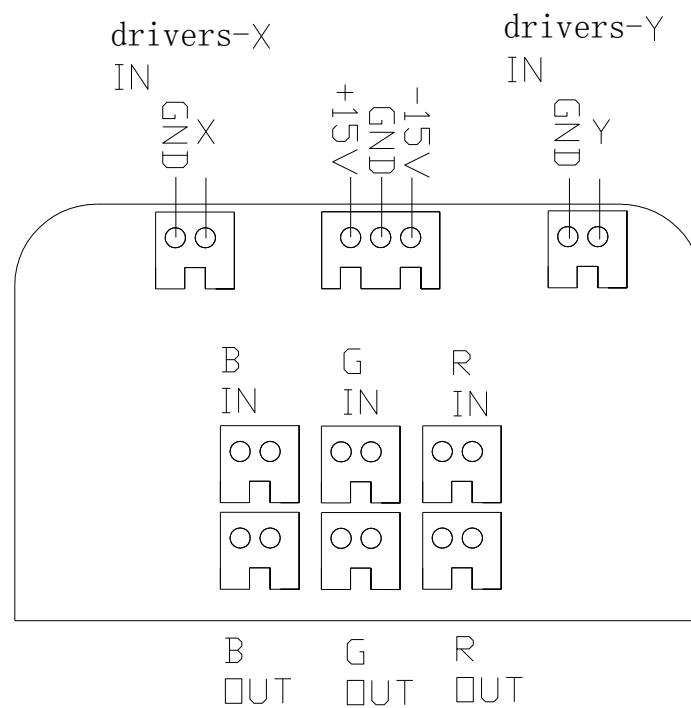 drivers-X
IN
GND
X
+15V
GND
-15V
drivers-Y
IN
GND
Y
B
IN
G
IN
R
IN
B
OUT
G
OUT
R
OUT